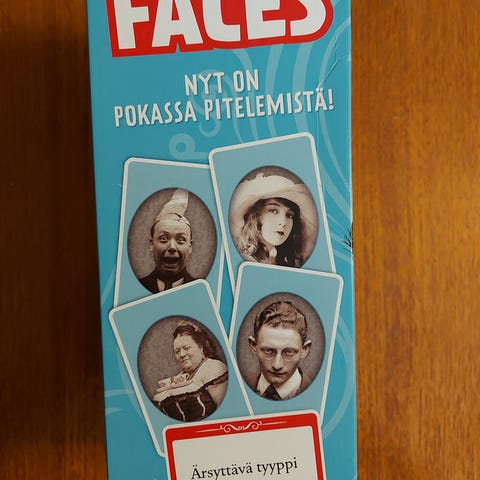 FACES
NYT ON
POKASSA PITELEMISTÄ!
Ärsyttävä tyyppi